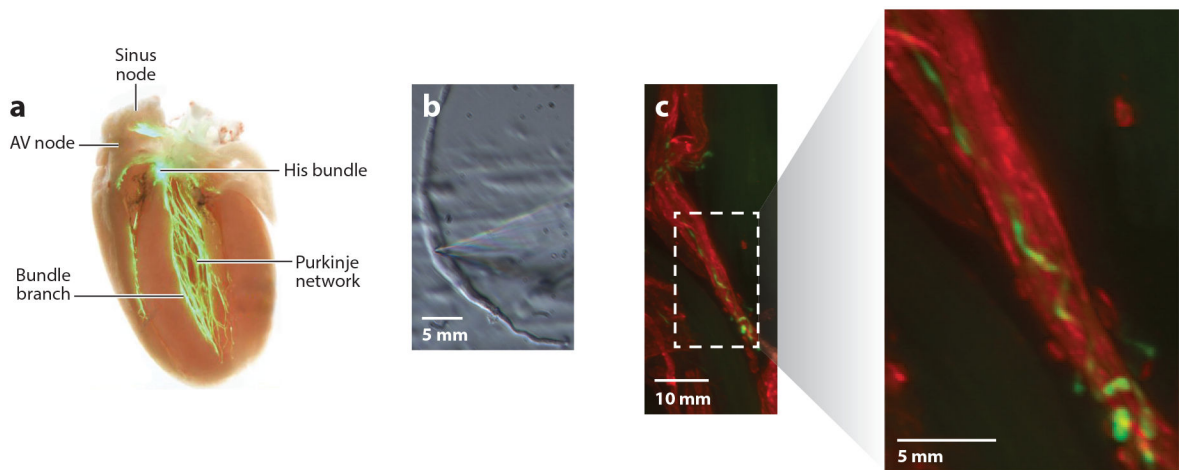 a
Sinus
node
AV node
His bundle
Bundle
branch
Purkinje
network
b
5 mm
c
10 mm
5 mm